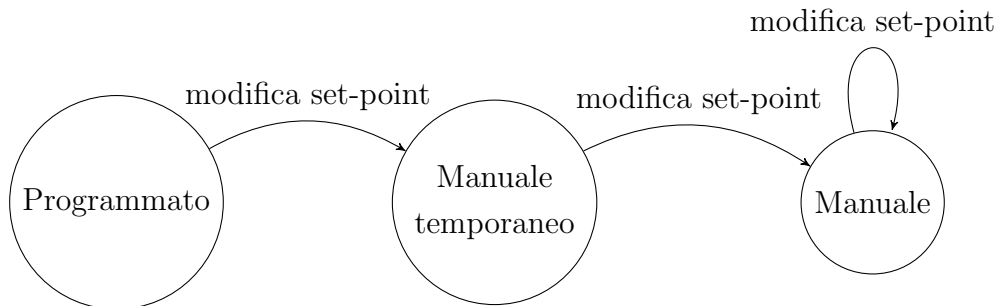 modifica set-point
modifica set-point
modifica set-point
Programmato
Manuale
temporaneo
Manuale